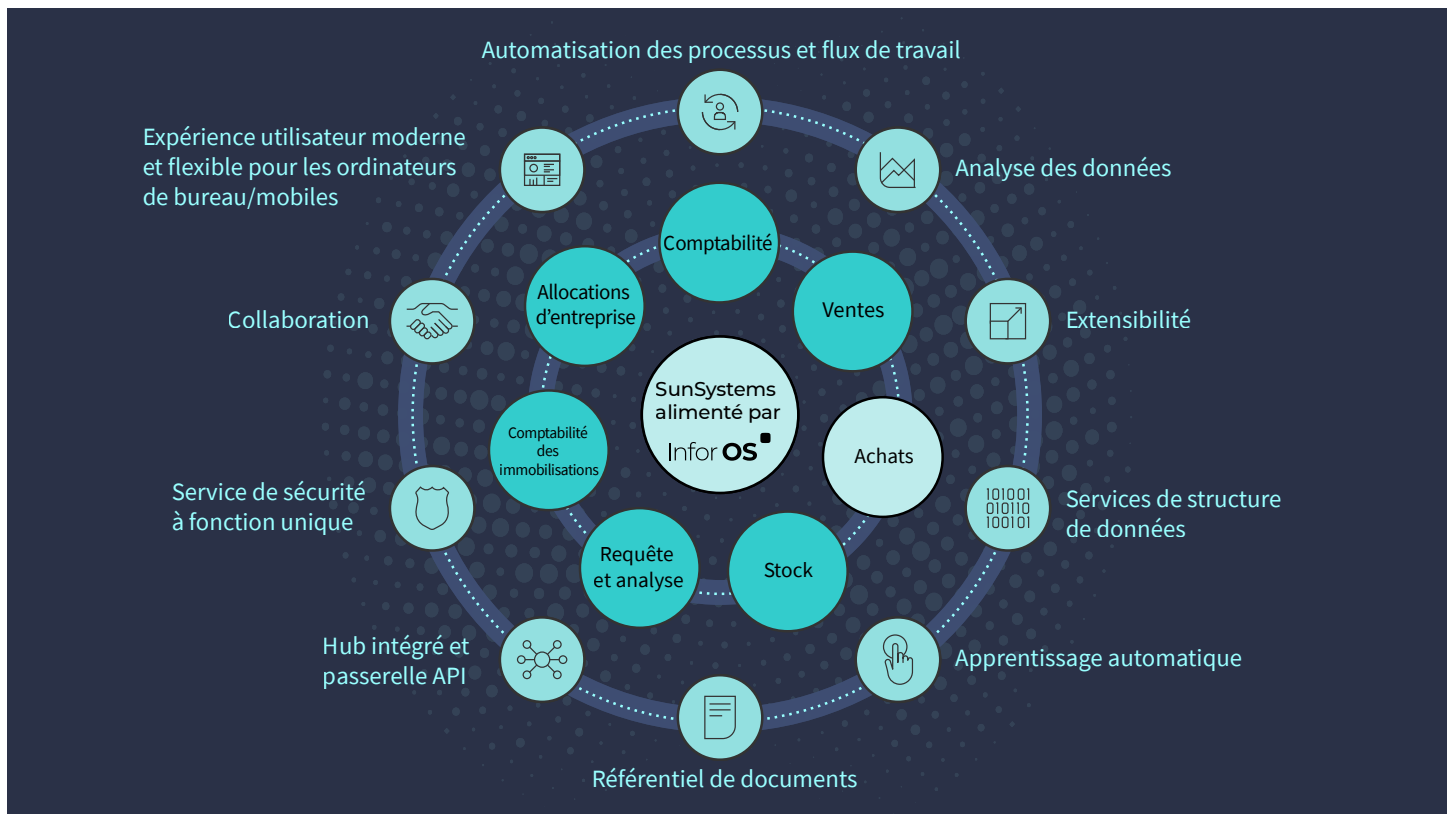 Automatisation des processus et flux de travail
Expérience utilisateur moderne
et flexible pour les ordinateurs
de bureau/mobiles
Analyse des données
Comptabilité
Allocations
d’entreprise
Ventes
Collaboration
Extensibilité
SunSystems
alimenté par
Infor OS
Comptabilité
des
immobilisations
Achats
Service de sécurité
à fonction unique
101001
010110
100101
Services de structure
de données
Requête
et analyse
Stock
Hub intégré et
passerelle API
Apprentissage automatique
Référentiel de documents